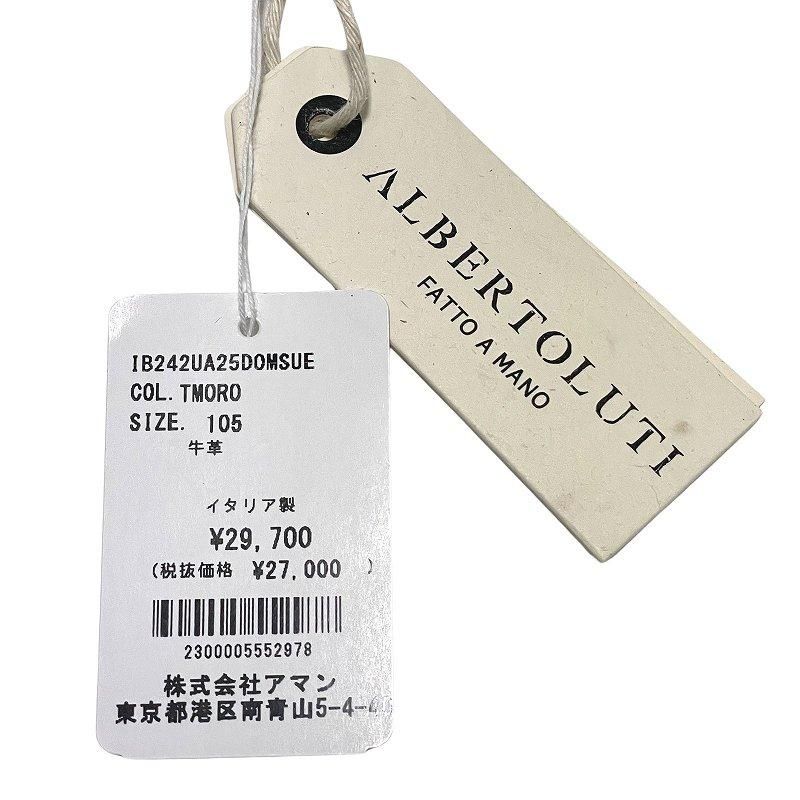 IB242UA25DOMSUE
COL. TMORO
SIZE. 105
牛革
イタリア製
¥29,700
(税抜価格 ¥27,000 )
2300005552978
株式会社アマン
東京都港区南青山5-4-
ALBERTOLUTI
FATTO A MANO